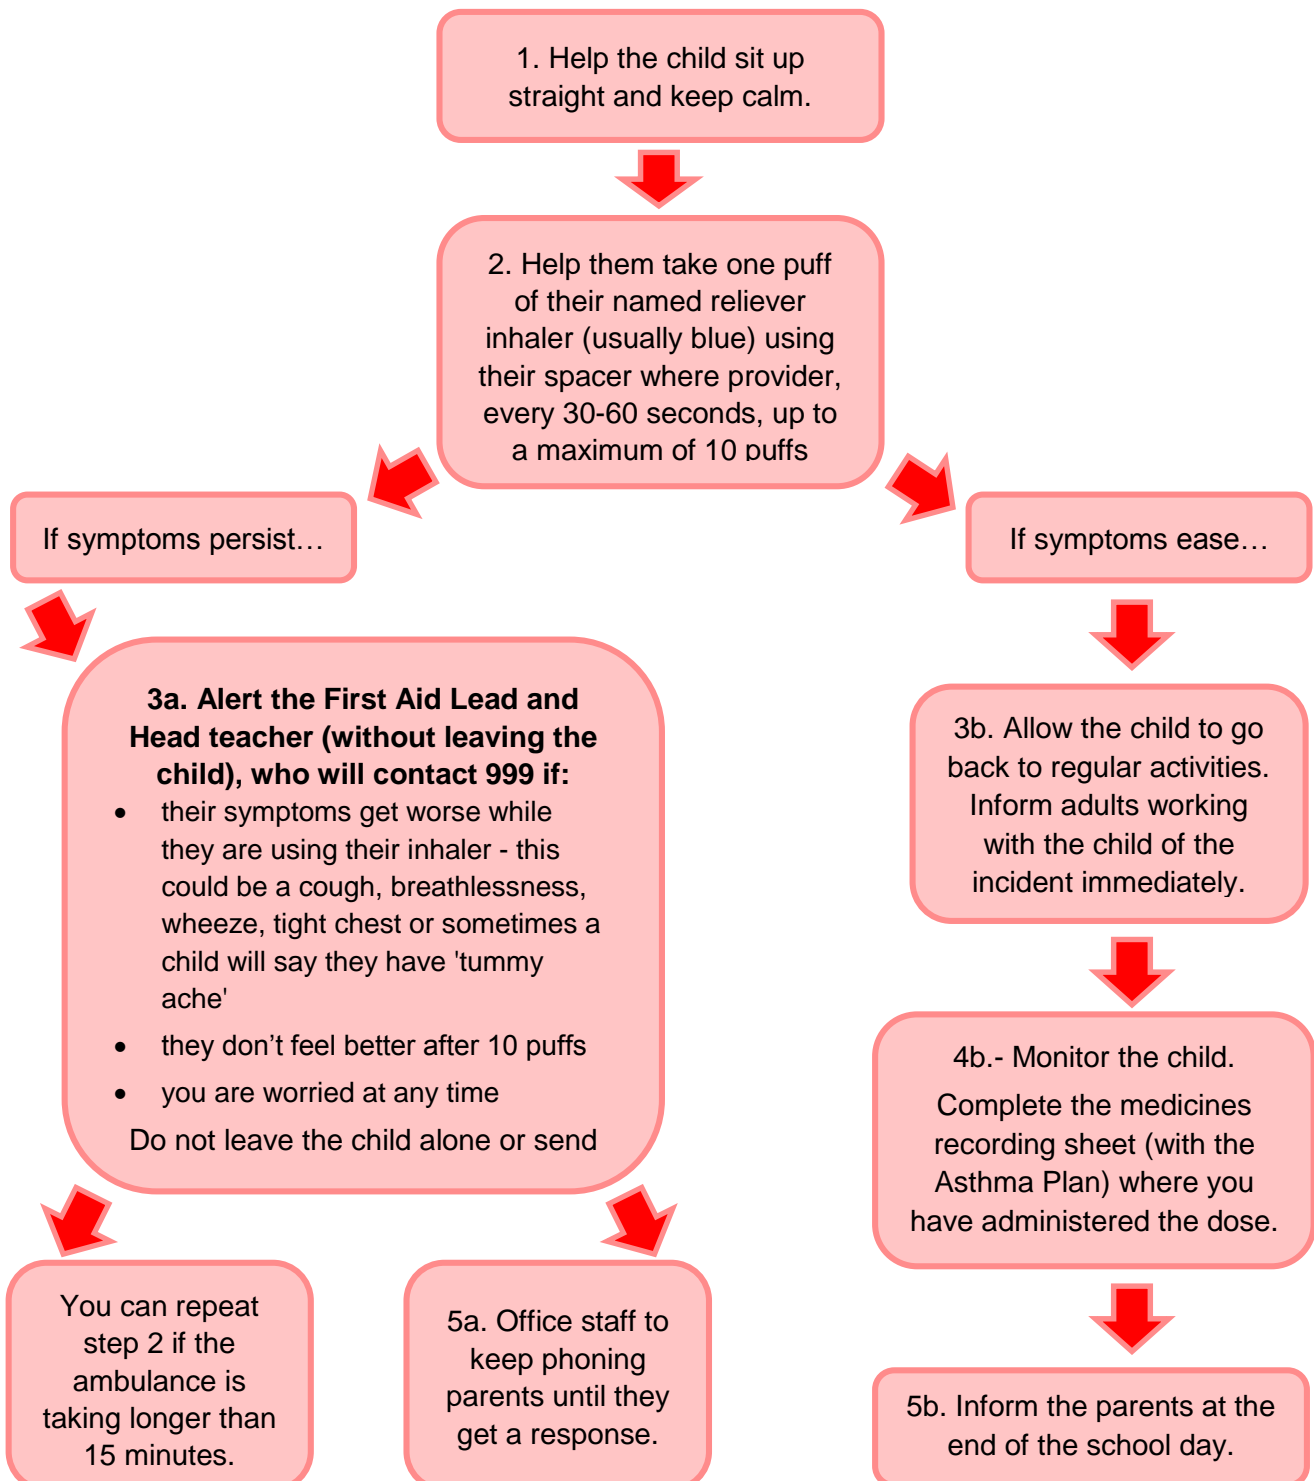 1. Help the child sit up
straight and keep calm.
2. Help them take one puff
of their named reliever
inhaler (usually blue) using
their spacer where provider,
every 30-60 seconds, up to
a maximum of 10 puffs
If symptoms persist…
If symptoms ease…
3a. Alert the First Aid Lead and
Head teacher (without leaving the
child), who will contact 999 if:
• their symptoms get worse while
they are using their inhaler - this
could be a cough, breathlessness,
wheeze, tight chest or sometimes a
child will say they have 'tummy
ache'
• they don’t feel better after 10 puffs
• you are worried at any time
Do not leave the child alone or send
3b. Allow the child to go
back to regular activities.
Inform adults working
with the child of the
incident immediately.
4b.- Monitor the child.
Complete the medicines
recording sheet (with the
Asthma Plan) where you
have administered the dose.
You can repeat
step 2 if the
ambulance is
taking longer than
15 minutes.
5a. Office staff to
keep phoning
parents until they
get a response.
5b. Inform the parents at the
end of the school day.